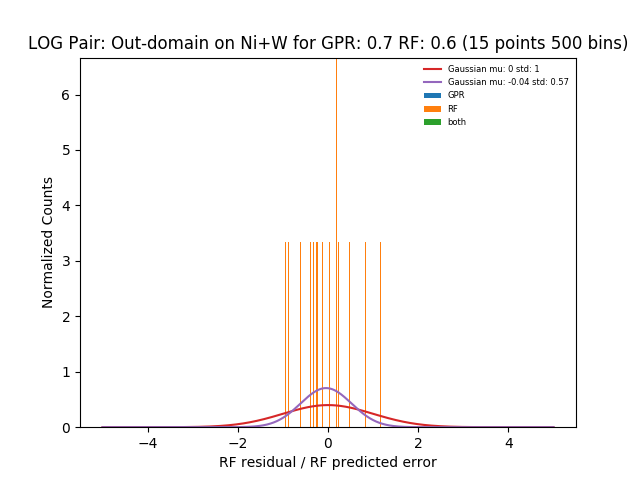 LOG Pair: Out-domain on Ni+W for GPR: 0.7 RF: 0.6 (15 points 500 bins)
Gaussian mu: 0 std: 1
Gaussian mu: -0.04 std: 0.57
GPR
RF
both
Normalized Counts
6
5
4
3
2
1
0
−4
−2
0
2
4
RF residual / RF predicted error